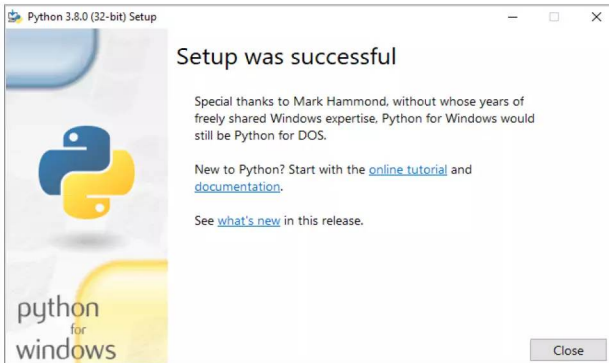 Python 3.8.0 (32-bit) Setup
Setup was successful
Special thanks to Mark Hammond, without whose years of
freely shared Windows expertise, Python for Windows would
still be Python for DOS.
New to Python? Start with the online tutorial and
documentation.
See what's new in this release.
python
for
windows
Close